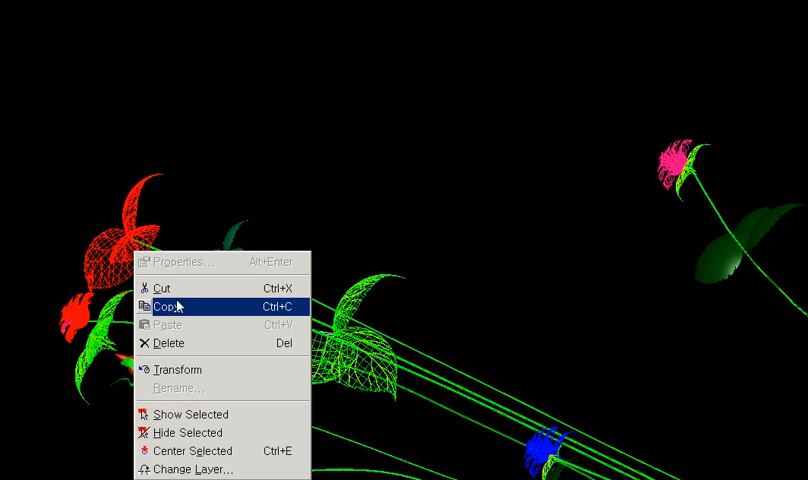 Properties... Alt+Enter
Cut Ctrl+X
Copy Ctrl+C
Paste Ctrl+V
Delete Del
Transform
Rename...
Show Selected
Hide Selected
Center Selected Ctrl+E
Change Layer...